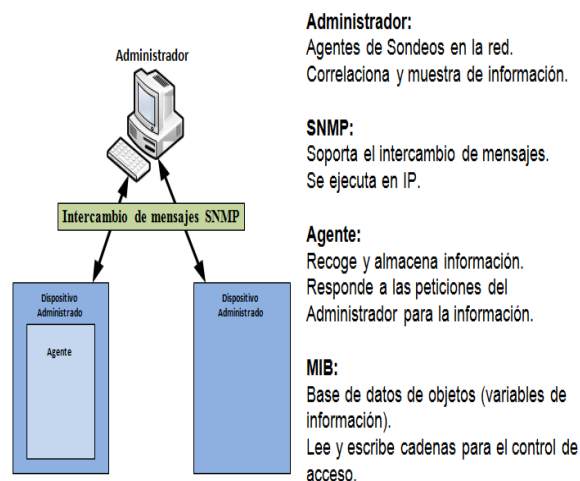 Administrador
Intercambio de mensajes SNMP
Dispositivo
Administrado
Agente
Dispositivo
Administrado
Administrador:
Agentes de Sondeos en la red.
Correlaciona y muestra de información.
SNMP:
Soporta el intercambio de mensajes.
Se ejecuta en IP.
Agente:
Recoge y almacena información.
Responde a las peticiones del
Administrador para la información.
MIB:
Base de datos de objetos (variables de
información).
Lee y escribe cadenas para el control de
acceso.